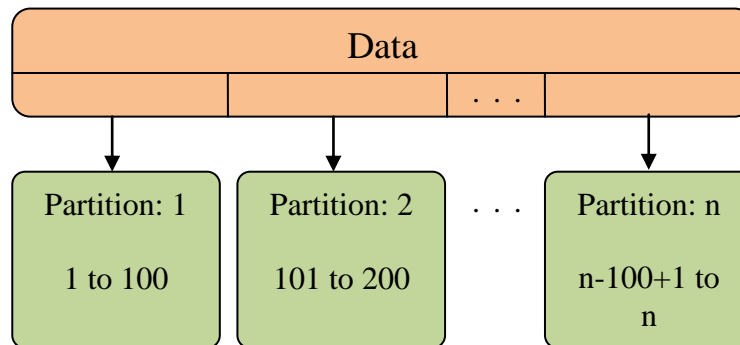 Data
. . .
Partition: 1
Partition: 2
. . .
Partition: n
1 to 100
101 to 200
n-100+1 to
n